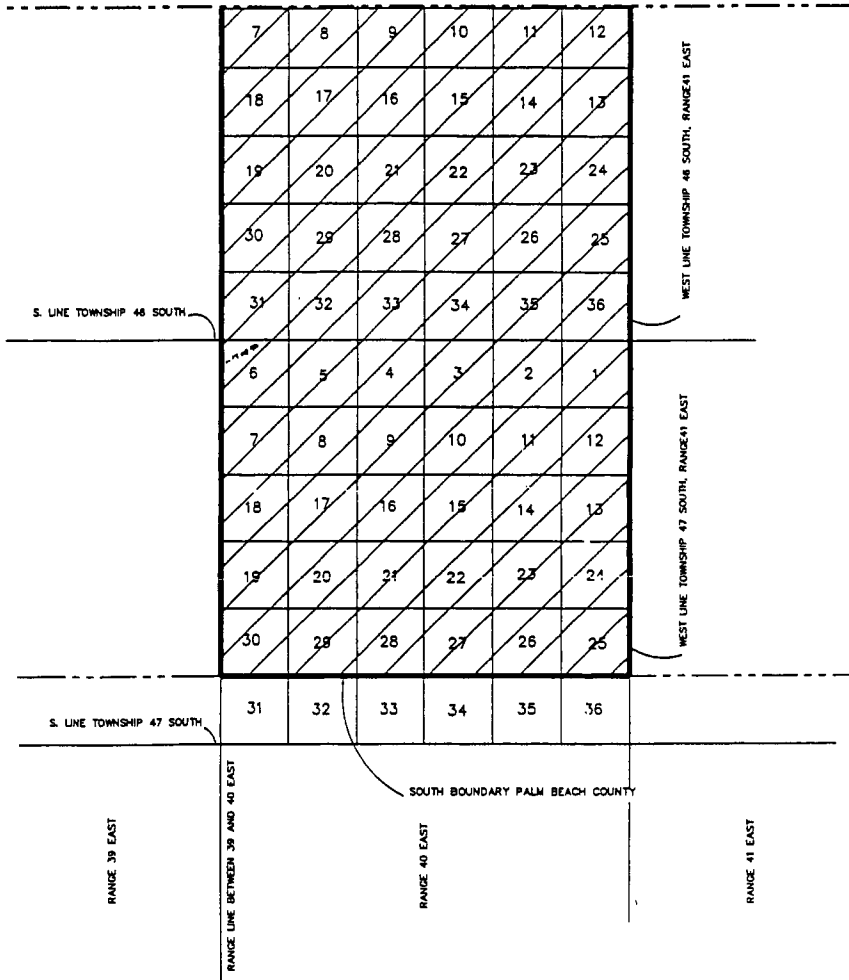 7 8 9 10 11 12
18 17 16 15 14 13
19 20 21 22 23 24
30 29 28 27 26 25
31 32 33 34 35 36
S. LINE TOWNSHIP 46 SOUTH
WEST LINE TOWNSHIP 46 SOUTH, RANGE41 EAST
6 5 4 3 2 1
7 8 9 10 11 12
18 17 16 15 14 13
19 20 21 22 23 24
30 29 28 27 26 25
WEST LINE TOWNSHIP 47 SOUTH, RANGE41 EAST
31 32 33 34 35 36
S. LINE TOWNSHIP 47 SOUTH
SOUTH BOUNDARY PALM BEACH COUNTY
RANGE 39 EAST
RANGE LINE BETWEEN 39 AND 40 EAST
RANGE 40 EAST
RANGE 41 EAST